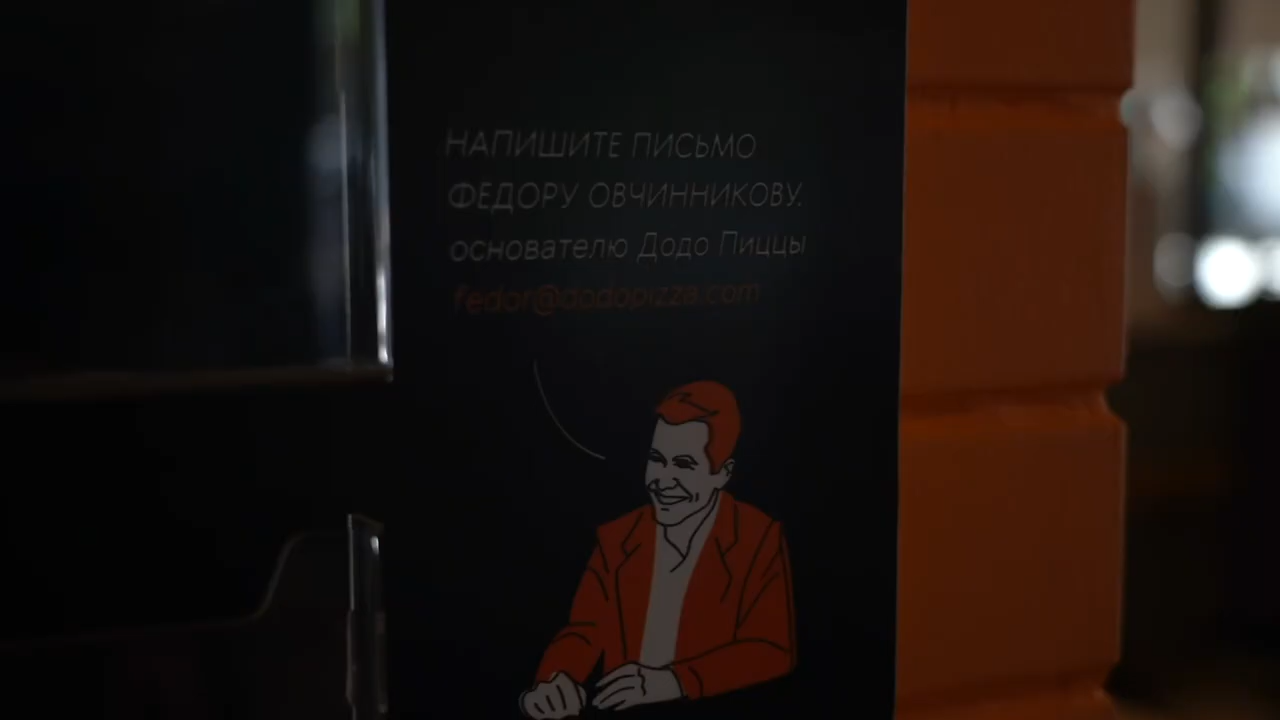 НАПИШИТЕ ПИСЬМО
ФЕДОРУ ОВЧИННИКОВУ.
основателю Додо Пиццы
fedor@dodopizza.com